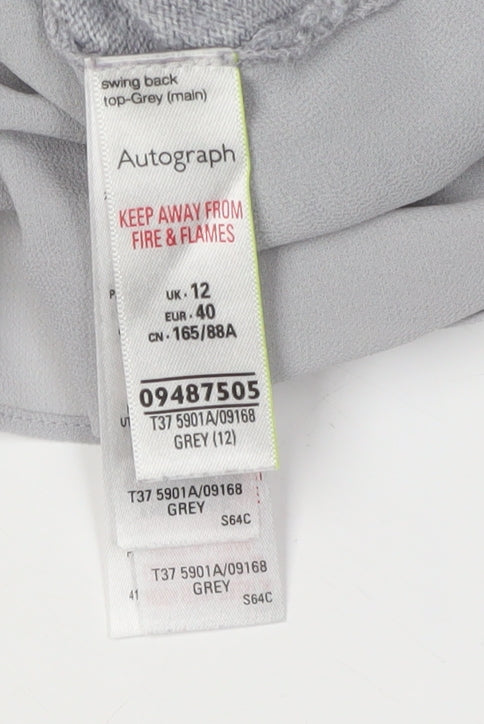 swing back
top-Grey (main)
Autograph
KEEP AWAY FROM
FIRE & FLAMES
UK · 12
EUR · 40
CN · 165/88A
09487505
T37 5901A/09168
GREY (12)
T37 5901A/09168
GREY
S64C
T37 5901A/09168
GREY
41
S64C